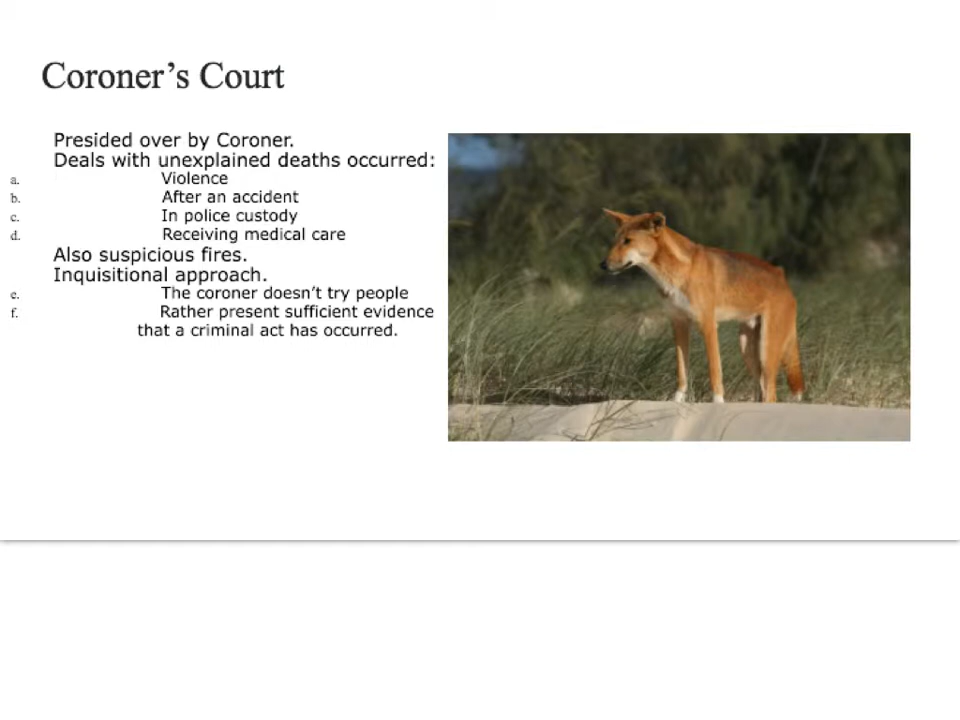 Coroner’s Court
Presided over by Coroner.
Deals with unexplained deaths occurred:
a. Violence
b. After an accident
c. In police custody
d. Receiving medical care
Also suspicious fires.
Inquisitional approach.
e. The coroner doesn’t try people
f. Rather present sufficient evidence
that a criminal act has occurred.